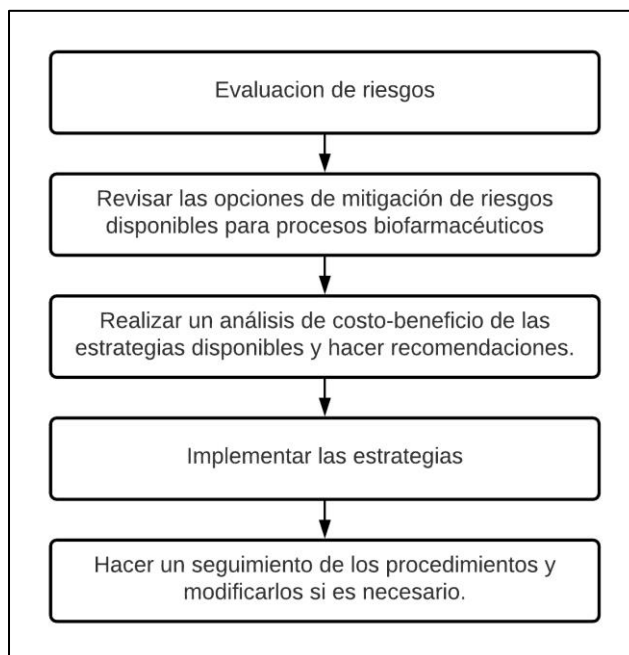 Evaluacion de riesgos
Revisar las opciones de mitigación de riesgos
disponibles para procesos biofarmacéuticos
Realizar un análisis de costo-beneficio de las
estrategias disponibles y hacer recomendaciones.
Implementar las estrategias
Hacer un seguimiento de los procedimientos y
modificarlos si es necesario.